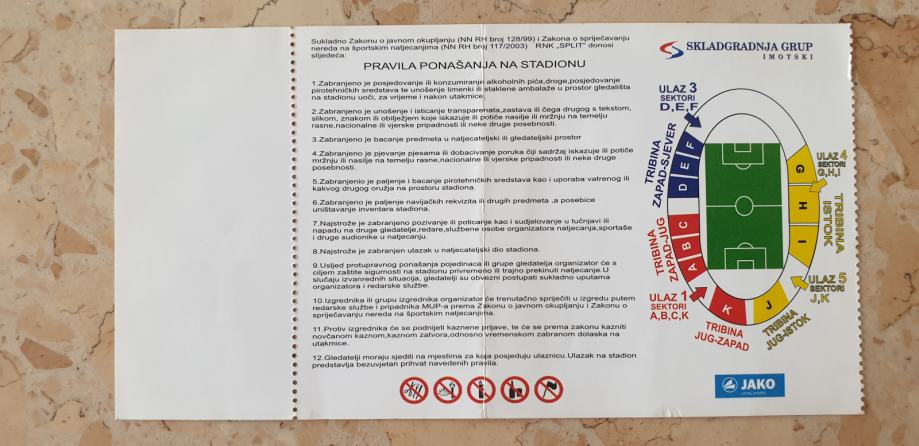 Sukladno Zakonu o javnom okupljanju (NN RH broj 128/99) i Zakona o spriječavanju
nereda na športskim natjecanjima (NN RH broj 117/2003) RNK „SPLIT" donosi
slijedeća:
PRAVILA PONAŠANJA NA STADIONU
1.Zabranjeno je posjedovanje ili konzumiranje alkoholnih pića,droge,posjedovanje
pirotehničkih sredstava te unošenje limenki ili staklene ambalaže u prostor gledališta
na stadionu uoči, za vrijeme i nakon utakmice.
2.Zabranjeno je unošenje i isticanje transparenata,zastava ili čega drugog s tekstom,
slikom, znakom ili obilježjem koje iskazuje ili potiče nasilje ili mržnju na temelju
rasne,nacionalne ili vjerske pripadnosti ili neke druge posebnosti.
3.Zabranjeno je bacanje predmeta u natjecateljski ili gledateljski prostor
4.Zabranjeno je pjevanje pjesama ili dobacivanje poruka čiji sadržaj iskazuje ili potiče
mržnju ili nasilje na temelju rasne,nacionalne ili vjerske pripadnosti ili neke druge
posebnosti.
5.Zabranjenio je paljenje i bacanje pirotehničkih sredstava kao i uporaba vatrenog ili
kakvog drugog oružja na prostoru stadiona.
6.Zabranjeno je paljenje navijačkih rekvizita ili drugih predmeta ,a posebice
uništavanje inventara stadiona.
7.Najstrože je zabranjeno pozivanje ili poticanje kao i sudjelovanje u tučnjavi ili
napadu na druge gledatelje,redare,službene osobe organizatora natjecanja,sportaše
i druge sudionike u natjecanju.
8.Najstrože je zabranjen ulazak u natjecateljski dio stadiona.
9.Usljed protupravnog ponašanja pojedinaca ili grupe gledatelja organizator će s
ciljem zaštite sigurnosti na stadionu privremeno ili trajno prekinuti natjecanje.U
slučaju izvanrednih situacija, gledatelji su obvezni postupati sukladno uputama
organizatora i redarske službe.
10.Izgrednika ili grupu izgrednika organizator će trenutačno spriječiti u izgredu putem
redarske službe i pripadnika MUP-a prema Zakonu o javnom okupljanju i Zakonu o
spriječavanju nereda na športskim natjecanjima.
11.Protiv izgrednika će se podnijeti kaznene prijave, te će se prema zakonu kazniti
novčanom kaznom,kaznom zatvora,odnosno vremenskom zabranom dolaska na
utakmice.
12.Gledatelji moraju sjediti na mjestima za koja posjeduju ulaznicu.Ulazak na stadion
predstavlja bezuvjetan prihvat navedenih pravila.
SKLADGRADNJA GRUP
IMOTSKI
ULAZ 3
SEKTORI
D,E,F
TRIBINA
ZAPAD-SJEVER
D E F
TRIBINA
ZAPAD-JUG
A B C
ULAZ 1
SEKTORI
A,B,C,K
K
TRIBINA
JUG-ZAPAD
J
TRIBINA
JUG-ISTOK
ULAZ 5
SEKTORI
J,K
G
H
I
TRIBINA
ISTOK
ULAZ 4
SEKTORI
G,H,I
JAKO